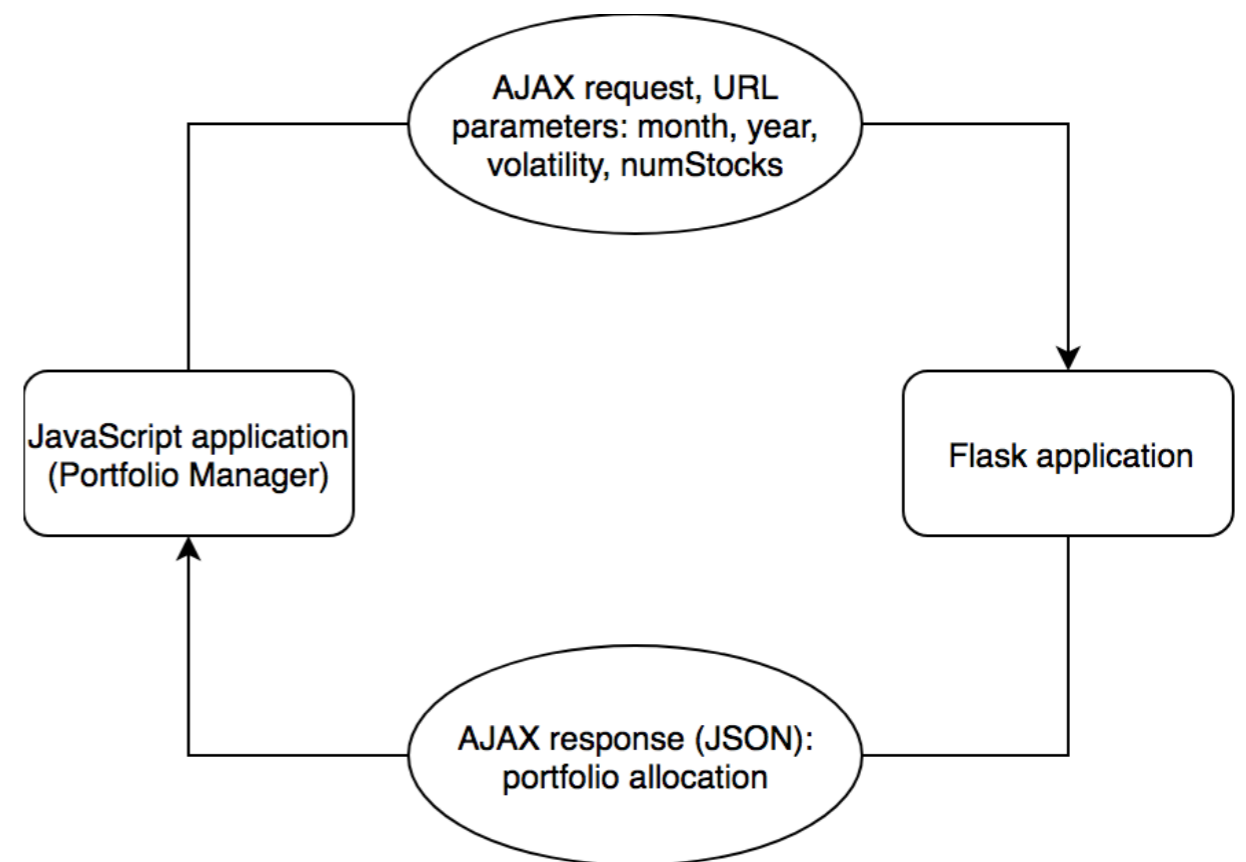 AJAX request, URL
parameters: month, year,
volatility, numStocks
JavaScript application
(Portfolio Manager)
Flask application
AJAX response (JSON):
portfolio allocation